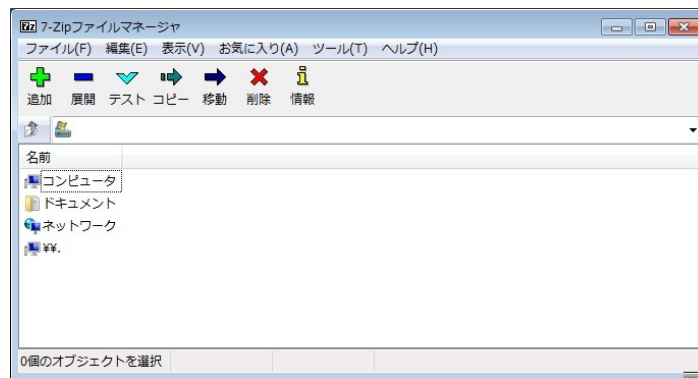 7z 7-Zipファイルマネージャ
ファイル(F) 編集(E) 表示(V) お気に入り(A) ツール(T) ヘルプ(H)
追加 展開 テスト コピー 移動 削除 情報
名前
コンピュータ
ドキュメント
ネットワーク
¥¥.
0個のオブジェクトを選択